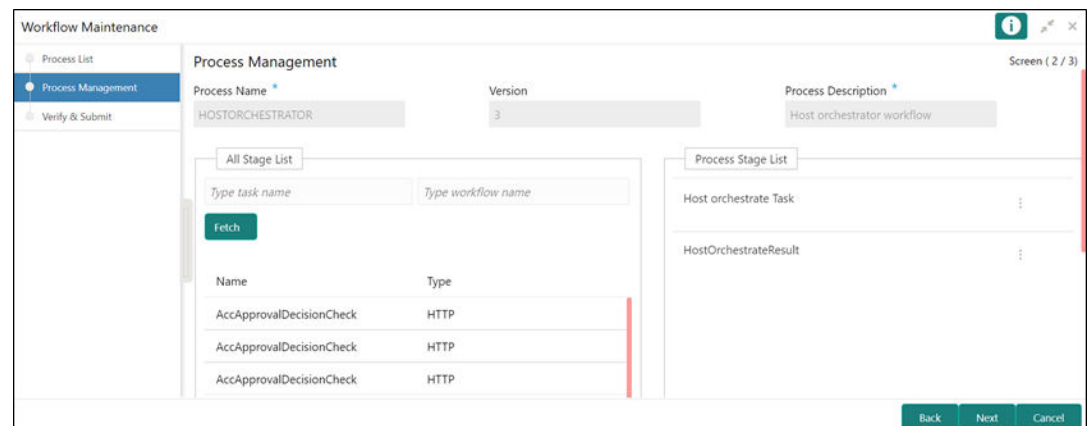 Workflow Maintenance
Process List
Process Management
Verify & Submit
Process Management
Screen ( 2 / 3)
Process Name *
Version
Process Description *
HOSTORCHESTRATOR
3
Host orchestrator workflow
All Stage List
Process Stage List
Type task name
Type workflow name
Fetch
Host orchestrate Task
HostOrchestrateResult
Name
Type
AccApprovalDecisionCheck
HTTP
AccApprovalDecisionCheck
HTTP
AccApprovalDecisionCheck
HTTP
Back
Next
Cancel